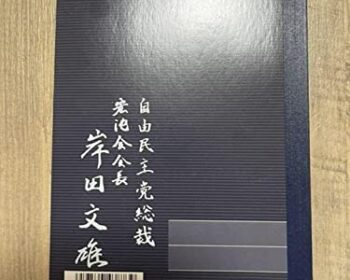 自由民主党総裁
宏池会会長
岸田文雄